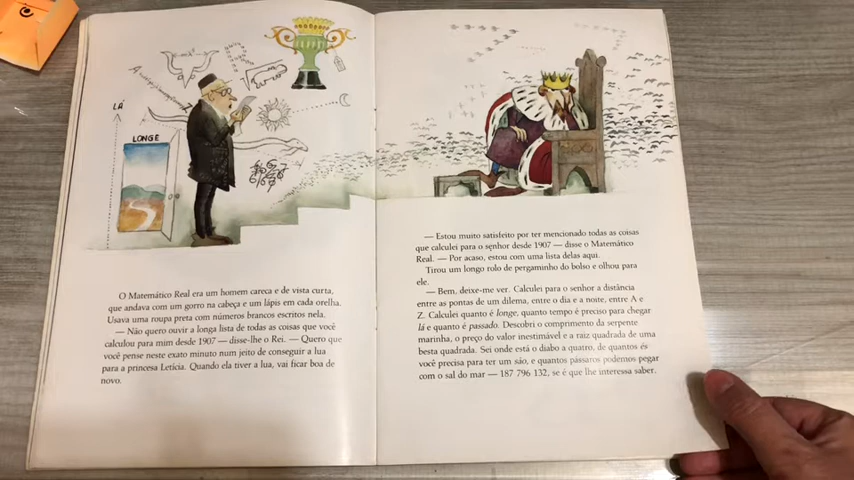 LÁ
LONGE
O Matemático Real era um homem careca e de vista curta,
que andava com um gorro na cabeça e um lápis em cada orelha.
Usava uma roupa preta com números brancos escritos nela.
— Não quero ouvir a longa lista de todas as coisas que você
calculou para mim desde 1907 — disse-lhe o Rei. — Quero que
você pense neste exato minuto num jeito de conseguir a lua
para a princesa Letícia. Quando ela tiver a lua, vai ficar boa de
novo.
— Estou muito satisfeito por ter mencionado todas as coisas
que calculei para o senhor desde 1907 — disse o Matemático
Real. — Por acaso, estou com uma lista delas aqui.
Tirou um longo rolo de pergaminho do bolso e olhou para
ele.
— Bem, deixe-me ver. Calculei para o senhor a distância
entre as pontas de um dilema, entre o dia e a noite, entre A e
Z. Calculei quanto é longe, quanto tempo é preciso para chegar
lá e quanto é passado. Descobri o comprimento da serpente
marinha, o preço do valor inestimável e a raiz quadrada de uma
besta quadrada. Sei onde está o diabo a quatro, de quantos és
você precisa para ter um são, e quantos pássaros podemos pegar
com o sal do mar — 187 796 132, se é que lhe interessa saber.